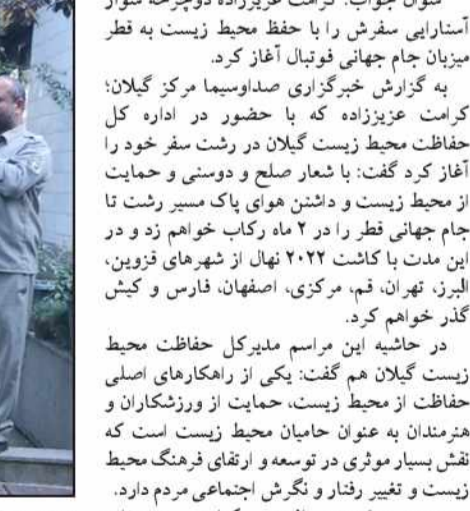 عنوان جواب: کرامت عزیززاده دوچرخه سوار
آستارایی سفرش را با حفظ محیط زیست به قطر
میزبان جام جهانی فوتبال آغاز کرد.
به گزارش خبرگزاری صداوسیما مرکز گیلان؛
کرامت عزیززاده که با حضور در اداره کل
حفاظت محیط زیست گیلان در رشت سفر خود را
آغاز کرد گفت: با شعار صلح و دوستی و حمایت
از محیط زیست و داشتن هوای پاک مسیر رشت تا
جام جهانی قطر را در ۲ ماه رکاب خواهم زد و در
این مدت با کاشت ۲۰۲۲ نهال از شهرهای قزوین،
البرز، تهران، قم، مرکزی، اصفهان، فارس و کیش
گذر خواهم کرد.
در حاشیه این مراسم مدیرکل حفاظت محیط
زیست گیلان هم گفت: یکی از راهکارهای اصلی
حفاظت از محیط زیست، حمایت از ورزشکاران و
هنرمندان به عنوان حامیان محیط زیست است که
نقش بسیار موثری در توسعه و ارتقای فرهنگ محیط
زیست و تغییر رفتار و نگرش اجتماعی مردم دارد.